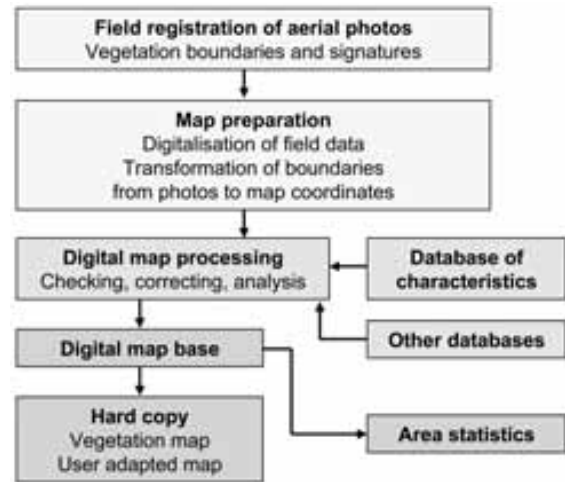 Field registration of aerial photos
Vegetation boundaries and signatures
Map preparation
Digitalisation of field data
Transformation of boundaries
from photos to map coordinates
Digital map processing
Checking, correcting, analysis
Database of
characteristics
Other databases
Digital map base
Hard copy
Vegetation map
User adapted map
Area statistics